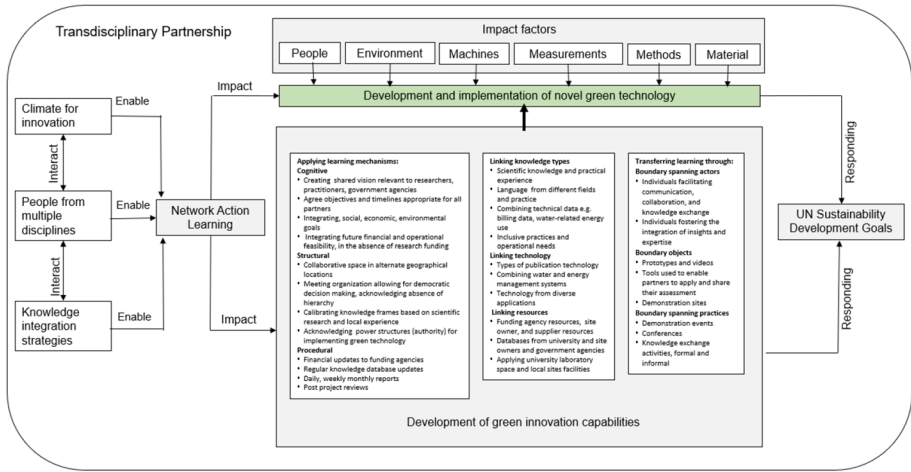 Transdisciplinary Partnership
Impact factors
People
Environment
Machines
Measurements
Methods
Material
Impact
Development and implementation of novel green technology
Enable
Climate for
innovation
Interact
People from
multiple
disciplines
Enable
Network Action
Learning
Interact
Knowledge
integration
strategies
Enable
Impact
Applying learning mechanisms:
Cognitive
• Creating shared vision relevant to researchers,
practitioners, government agencies
• Agree objectives and timelines appropriate for all
partners
• Integrating, social, economic, environmental
goals
• Integrating future financial and operational
feasibility, in the absence of research funding
Structural
• Collaborative space in alternate geographical
locations
• Meeting organization allowing for democratic
decision making, acknowledging absence of
hierarchy
• Calibrating knowledge frames based on scientific
research and local experience
• Acknowledging power structures (authority) for
implementing green technology
Procedural
• Financial updates to funding agencies
• Regular knowledge database updates
• Daily, weekly monthly reports
• Post project reviews
Linking knowledge types
• Scientific knowledge and practical
experience
• Language from different fields
and practice
• Combining technical data e.g.
billing data, water-related energy
use
• Inclusive practices and
operational needs
Linking technology
• Types of publication technology
• Combining water and energy
management systems
• Technology from diverse
applications
Linking resources
• Funding agency resources, site
owner, and supplier resources
• Databases from university and site
owners and government agencies
• Applying university laboratory
space and local sites facilities
Transferring learning through:
Boundary spanning actors
• Individuals facilitating
communication,
collaboration, and
knowledge exchange
• Individuals fostering the
integration of insights and
expertise
Boundary objects
• Prototypes and videos
• Tools used to enable
partners to apply and share
their assessment
• Demonstration sites
Boundary spanning practices
• Demonstration events
• Conferences
• Knowledge exchange
activities, formal and
informal
Development of green innovation capabilities
Responding
UN Sustainability
Development Goals
Responding